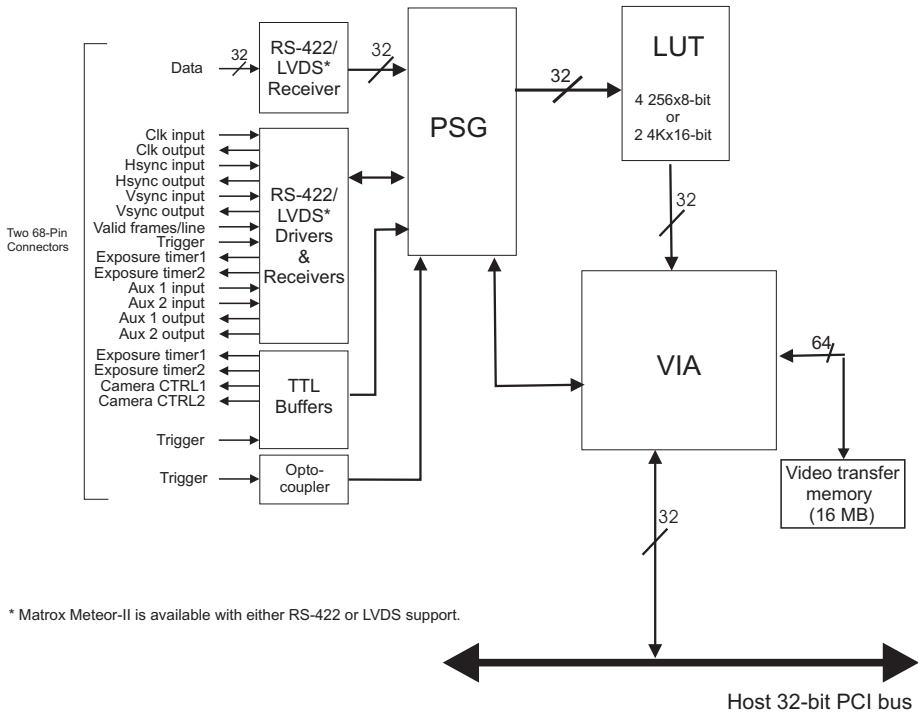 Two 68-Pin
Connectors
Data
32
RS-422/
LVDS*
Receiver
32
Clk input
Clk output
Hsync input
Hsync output
Vsync input
Vsync output
Valid frames/line
Trigger
Exposure timer1
Exposure timer2
Aux 1 input
Aux 2 input
Aux 1 output
Aux 2 output
RS-422/
LVDS*
Drivers
&
Receivers
Exposure timer1
Exposure timer2
Camera CTRL1
Camera CTRL2
Trigger
TTL
Buffers
Trigger
Opto-
coupler
PSG
32
LUT
4 256x8-bit
or
2 4Kx16-bit
32
VIA
64
Video transfer
memory
(16 MB)
32
* Matrox Meteor-II is available with either RS-422 or LVDS support.
Host 32-bit PCI bus